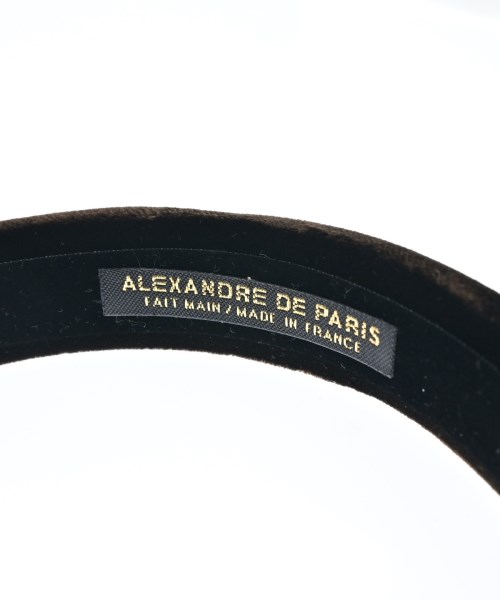 ALEXANDRE DE PARIS
FAIT MAIN / MADE IN FRANCE